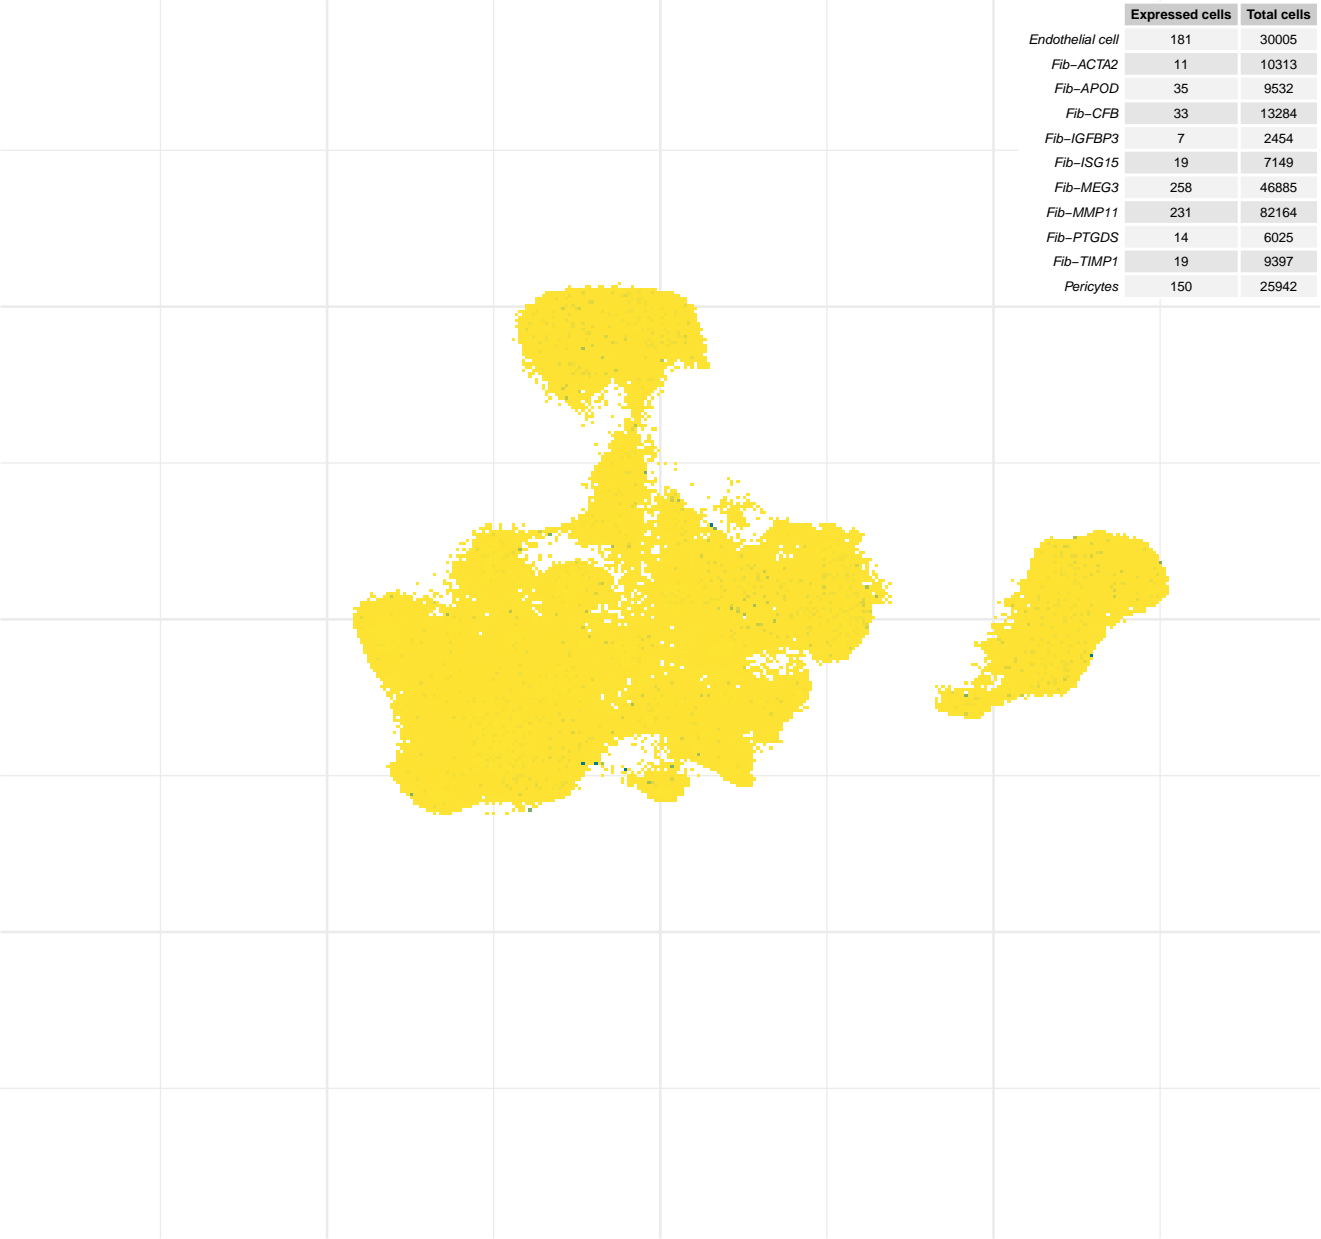 Expressed cells Total cells
Endothelial cell 181 30005
Fib−ACTA2 11 10313
Fib−APOD 35 9532
Fib−CFB 33 13284
Fib−IGFBP3 7 2454
Fib−ISG15 19 7149
Fib−MEG3 258 46885
Fib−MMP11 231 82164
Fib−PTGDS 14 6025
Fib−TIMP1 19 9397
Pericytes 150 25942